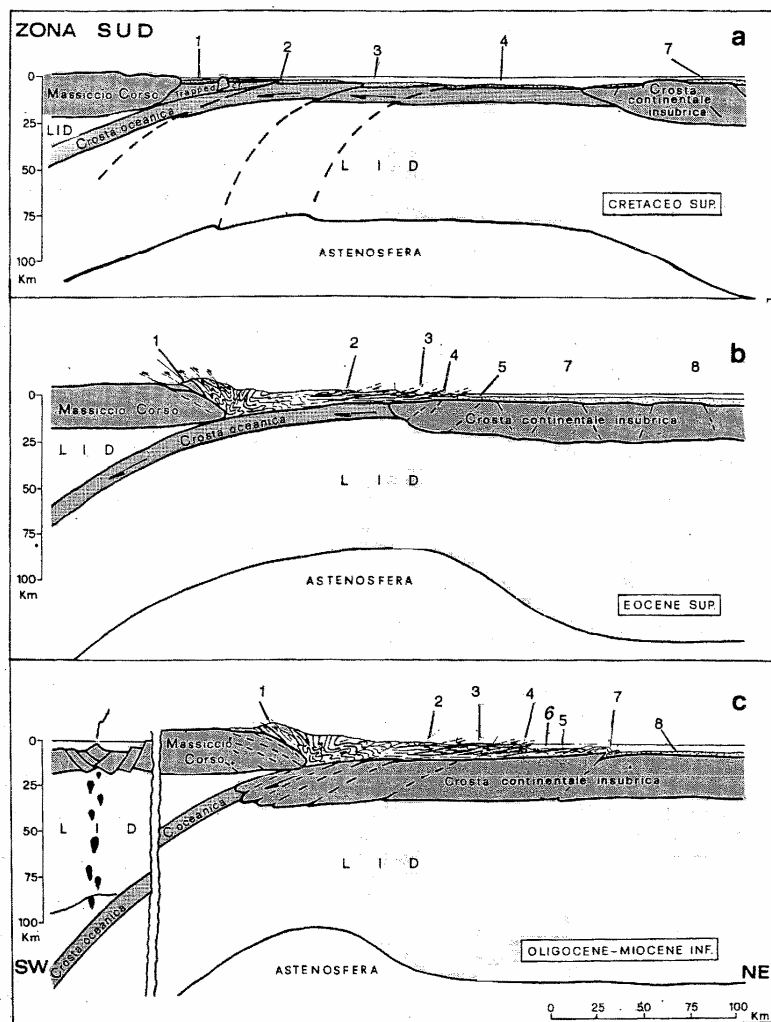 ZONA SUD
a
1 2 3 4 7
0
25
50
75
100
Km
Massiccio Corso
LID
Trapped Cr.
Crosta oceanica
Crosta
continentale
insubrica
L I D
CRETACEO SUP.
ASTENOSFERA
b
1 2 3 4 5 7 8
0
25
50
75
100
Km
Massiccio Corso
L I D
Crosta oceanica
Crosta continentale insubrica
L I D
ASTENOSFERA
EOCENE SUP.
c
1 2 3 4 6 5 7 8
0
25
50
75
100
Km
Massiccio
Corso
Crosta continentale insubrica
C. oceanica
L I D
L I D
Crosta oceanica
ASTENOSFERA
OLIGOCENE-MIOCENE INF.
SW
NE
0 25 50 75 100
Km